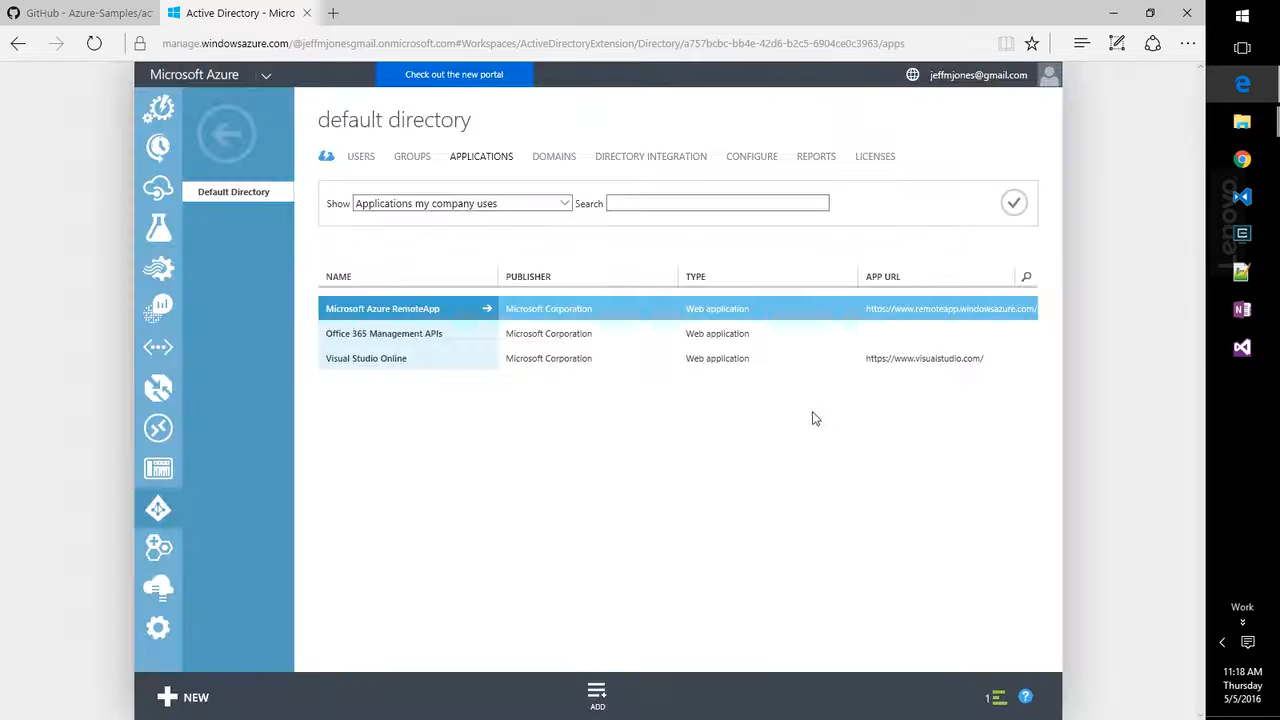 GitHub - Azure-Samples/ac
Active Directory - Micro
manage.windowsazure.com/@jeffmjonesgmail.onmicrosoft.com#Workspaces/ActiveDirectoryExtension/Directory/a757bcbc-bb4e-42d6-b2c5-ec04ce0c3963/apps
Microsoft Azure
Check out the new portal
jeffmjones@gmail.com
default directory
USERS GROUPS APPLICATIONS DOMAINS DIRECTORY INTEGRATION CONFIGURE REPORTS LICENSES
Default Directory
Show Applications my company uses Search
NAME PUBLISHER TYPE APP URL
Microsoft Azure RemoteApp Microsoft Corporation Web application https://www.remoteapp.windowsazure.com/
Office 365 Management APIs Microsoft Corporation Web application
Visual Studio Online Microsoft Corporation Web application https://www.visualstudio.com/
NEW
ADD
1
Lenovo
Work
11:18 AM
Thursday
5/5/2016